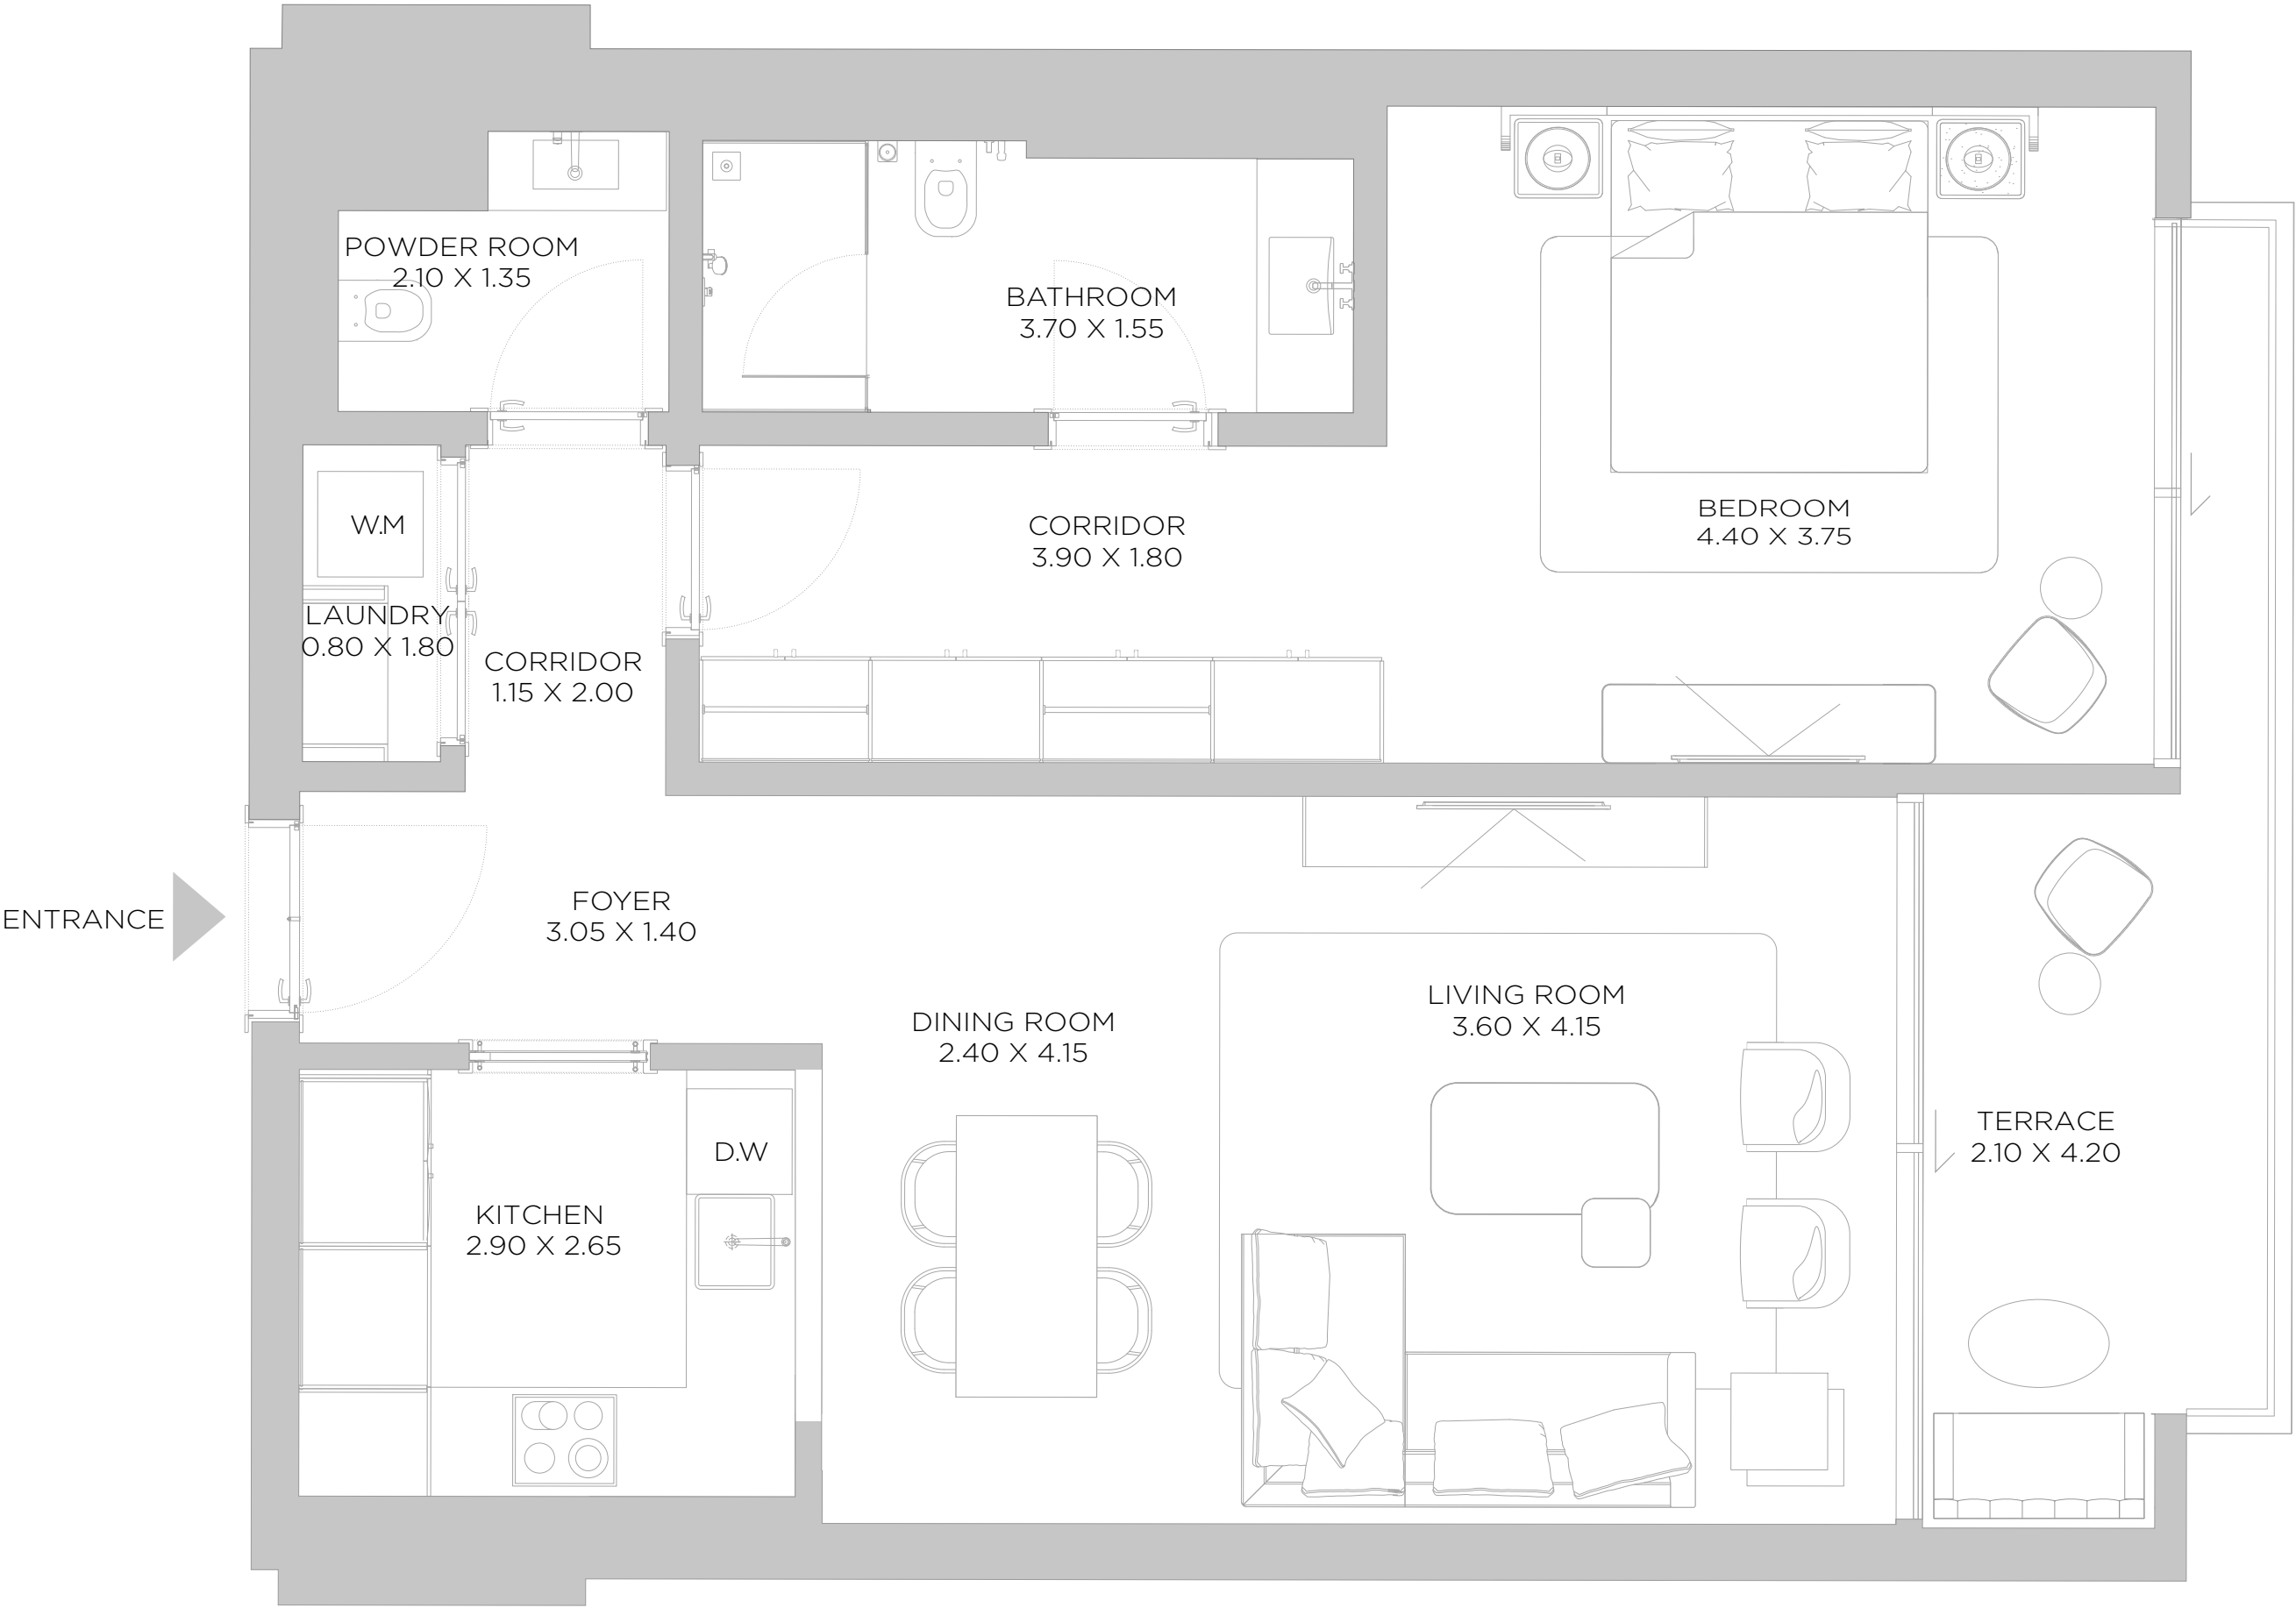 POWDER ROOM
2.10 X 1.35
BATHROOM
3.70 X 1.55
W.M
LAUNDRY
0.80 X 1.80
CORRIDOR
1.15 X 2.00
CORRIDOR
3.90 X 1.80
BEDROOM
4.40 X 3.75
ENTRANCE
FOYER
3.05 X 1.40
DINING ROOM
2.40 X 4.15
LIVING ROOM
3.60 X 4.15
TERRACE
2.10 X 4.20
D.W
KITCHEN
2.90 X 2.65